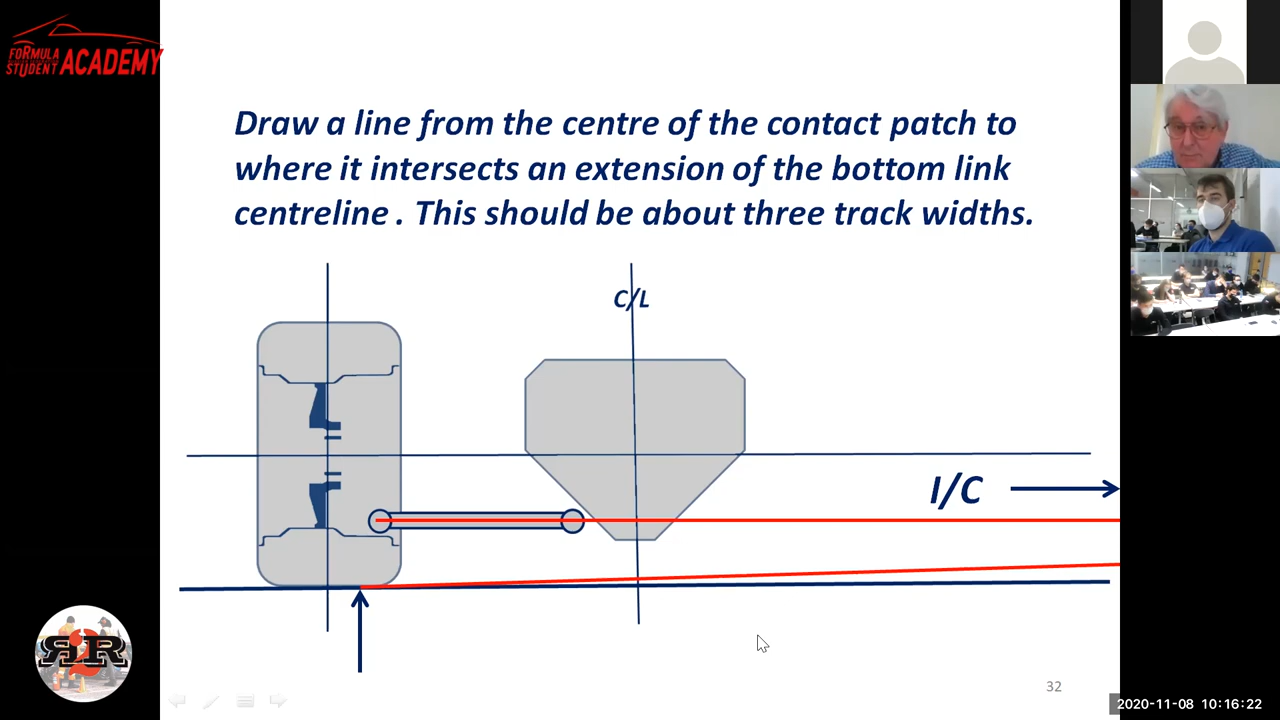 FORMULA
STUDENT ACADEMY
Draw a line from the centre of the contact patch to
where it intersects an extension of the bottom link
centreline . This should be about three track widths.
C/L
I/C
R2R
32
2020-11-08 10:16:22